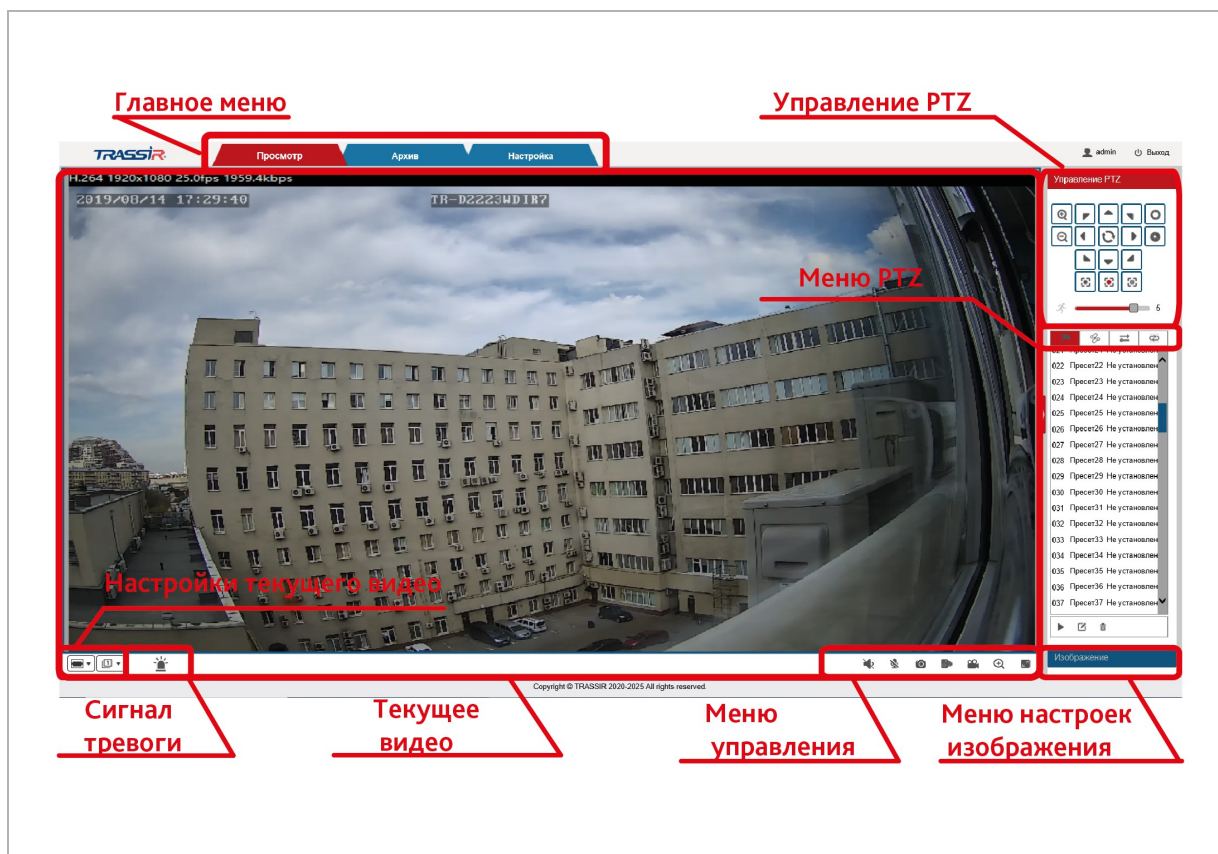 Главное меню
Управление PTZ
TRASSIR
Просмотр
Архив
Настройка
admin
Выход
H.264 1920x1080 25.0fps 1959.4kbps
Управление PTZ
2019/08/14 17:29:40
TR-D2223WDIR7
Меню PTZ
5
022 Пресет22 Не установлен
023 Пресет23 Не установлен
024 Пресет24 Не установлен
025 Пресет25 Не установлен
026 Пресет26 Не установлен
027 Пресет27 Не установлен
028 Пресет28 Не установлен
029 Пресет29 Не установлен
030 Пресет30 Не установлен
031 Пресет31 Не установлен
032 Пресет32 Не установлен
033 Пресет33 Не установлен
034 Пресет34 Не установлен
035 Пресет35 Не установлен
036 Пресет36 Не установлен
037 Пресет37 Не установлен
Настройки текущего видео
1
Изображение
Copyright © TRASSIR 2020-2025 All rights reserved.
Сигнал
тревоги
Текущее
видео
Меню
управления
Меню настроек
изображения